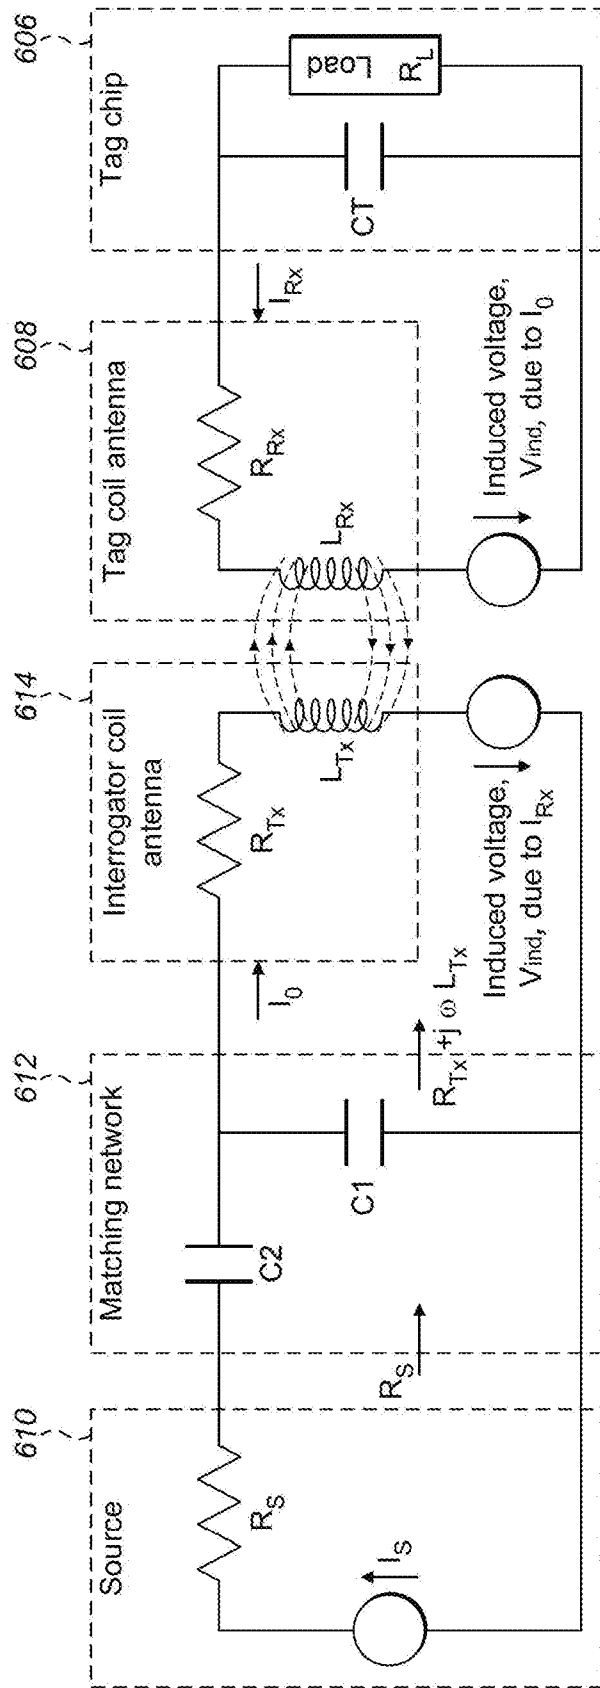 610
612
614
608
606
Source
Matching network
Interrogator coil
antenna
Tag coil antenna
Tag chip
R_S
C2
R_Tx
R_Rx
I_0
I_Rx
Load
R_L
I_S
C1
L_Tx
L_Rx
CT
R_S
R_Tx +j ω L_Tx
Induced voltage,
V_ind, due to I_Rx
Induced voltage,
V_ind, due to I_0